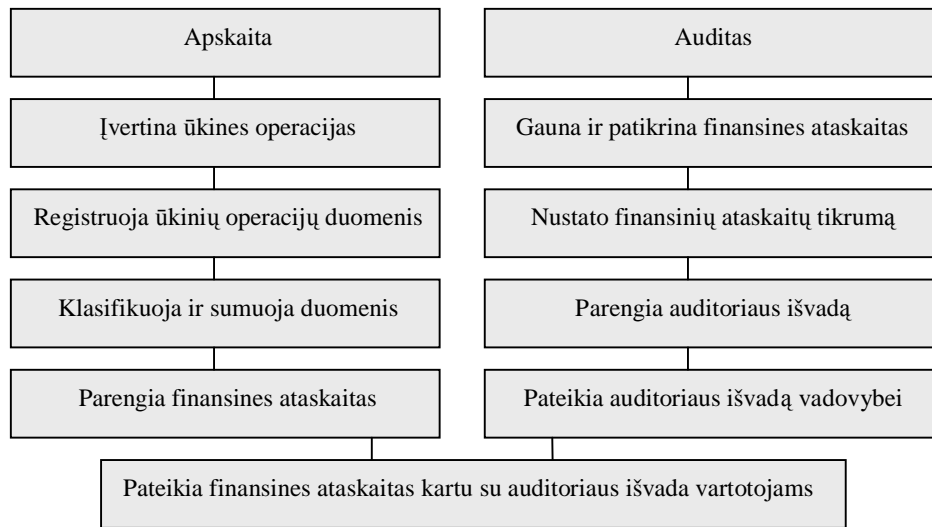 Apskaita
Įvertina ūkines operacijas
Registruoja ūkinių operacijų duomenis
Klasifikuoja ir sumuoja duomenis
Parengia finansines ataskaitas
Auditas
Gauna ir patikrina finansines ataskaitas
Nustato finansinių ataskaitų tikrumą
Parengia auditoriaus išvadą
Pateikia auditoriaus išvadą vadovybei
Pateikia finansines ataskaitas kartu su auditoriaus išvada vartotojams